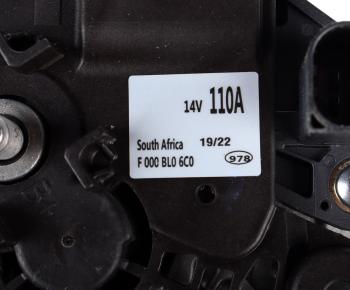 14V 110A
South Africa 19/22
F 000 BL0 6C0 978